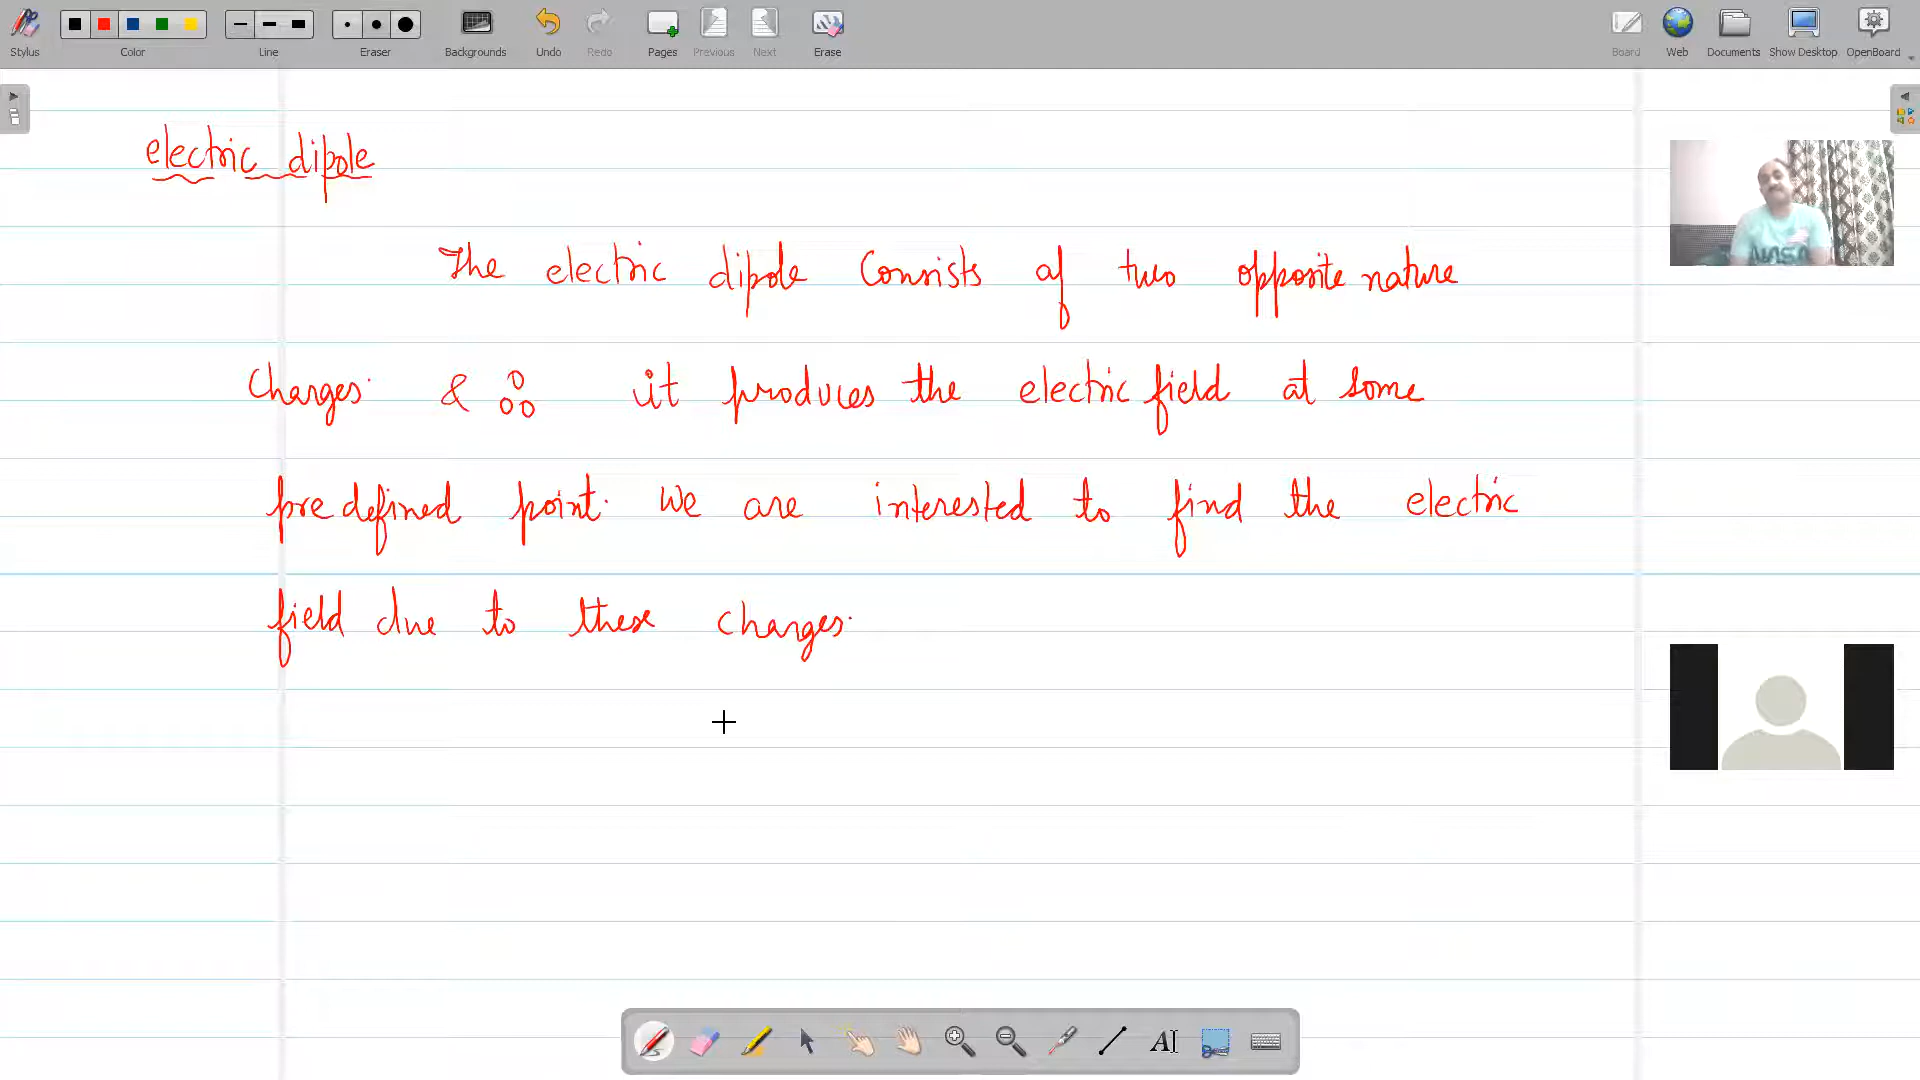 Stylus Color Line Eraser Backgrounds Undo Redo Pages Previous Next Erase Board Web Documents Show Desktop OpenBoard
electric dipole
The electric dipole Consists of two opposite nature
Charges. & ∴ it produces the electric field at some
predefined point. We are interested to find the electric
field due to these charges.
NASA
AI